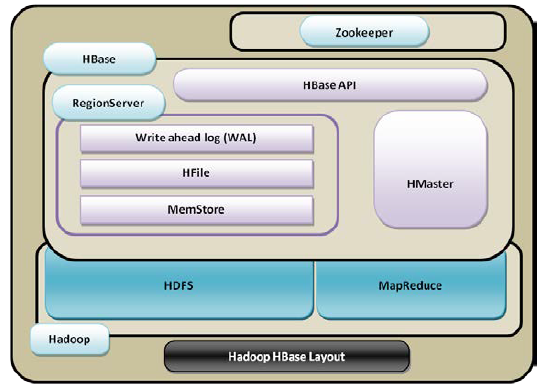 Zookeeper
HBase
HBase API
RegionServer
Write ahead log (WAL)
HFile
MemStore
HMaster
HDFS
MapReduce
Hadoop
Hadoop HBase Layout